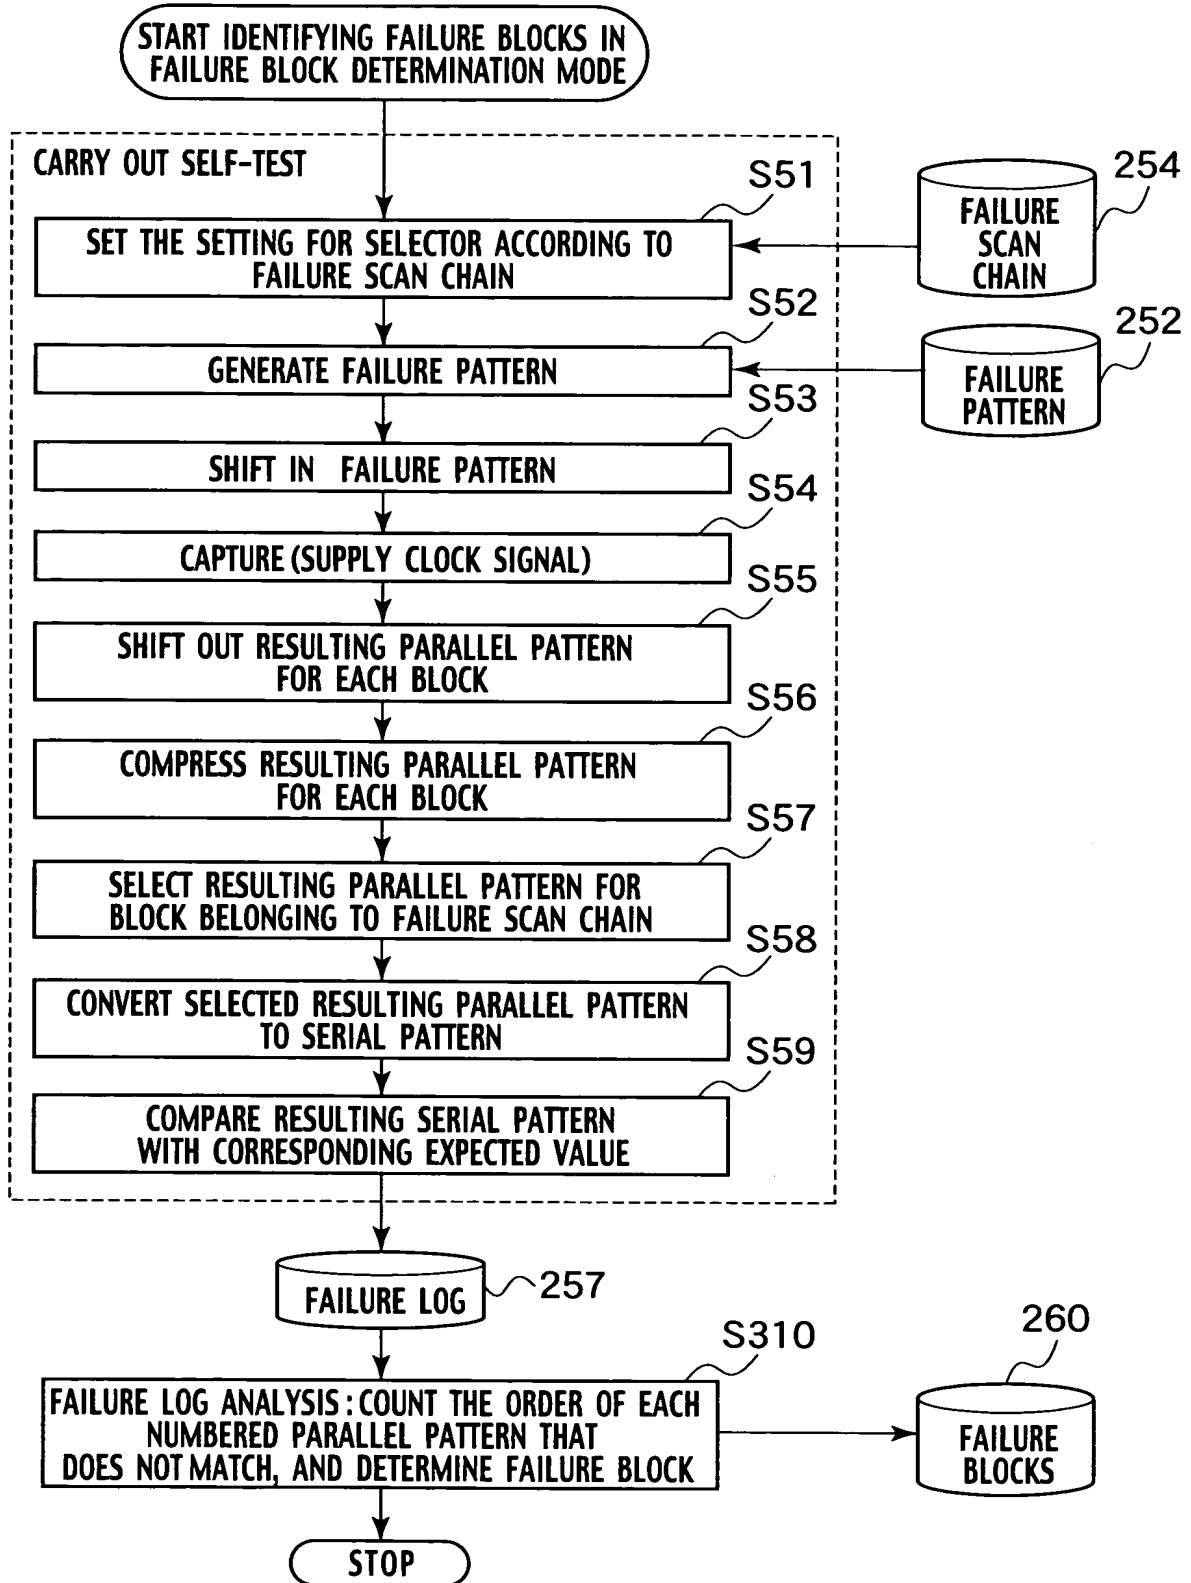 START IDENTIFYING FAILURE BLOCKS IN
FAILURE BLOCK DETERMINATION MODE
CARRY OUT SELF-TEST
S51
SET THE SETTING FOR SELECTOR ACCORDING TO
FAILURE SCAN CHAIN
254
FAILURE
SCAN
CHAIN
S52
GENERATE FAILURE PATTERN
252
FAILURE
PATTERN
S53
SHIFT IN FAILURE PATTERN
S54
CAPTURE (SUPPLY CLOCK SIGNAL)
S55
SHIFT OUT RESULTING PARALLEL PATTERN
FOR EACH BLOCK
S56
COMPRESS RESULTING PARALLEL PATTERN
FOR EACH BLOCK
S57
SELECT RESULTING PARALLEL PATTERN FOR
BLOCK BELONGING TO FAILURE SCAN CHAIN
S58
CONVERT SELECTED RESULTING PARALLEL PATTERN
TO SERIAL PATTERN
S59
COMPARE RESULTING SERIAL PATTERN
WITH CORRESPONDING EXPECTED VALUE
FAILURE LOG
257
S310
FAILURE LOG ANALYSIS : COUNT THE ORDER OF EACH
NUMBERED PARALLEL PATTERN THAT
DOES NOT MATCH, AND DETERMINE FAILURE BLOCK
260
FAILURE
BLOCKS
STOP